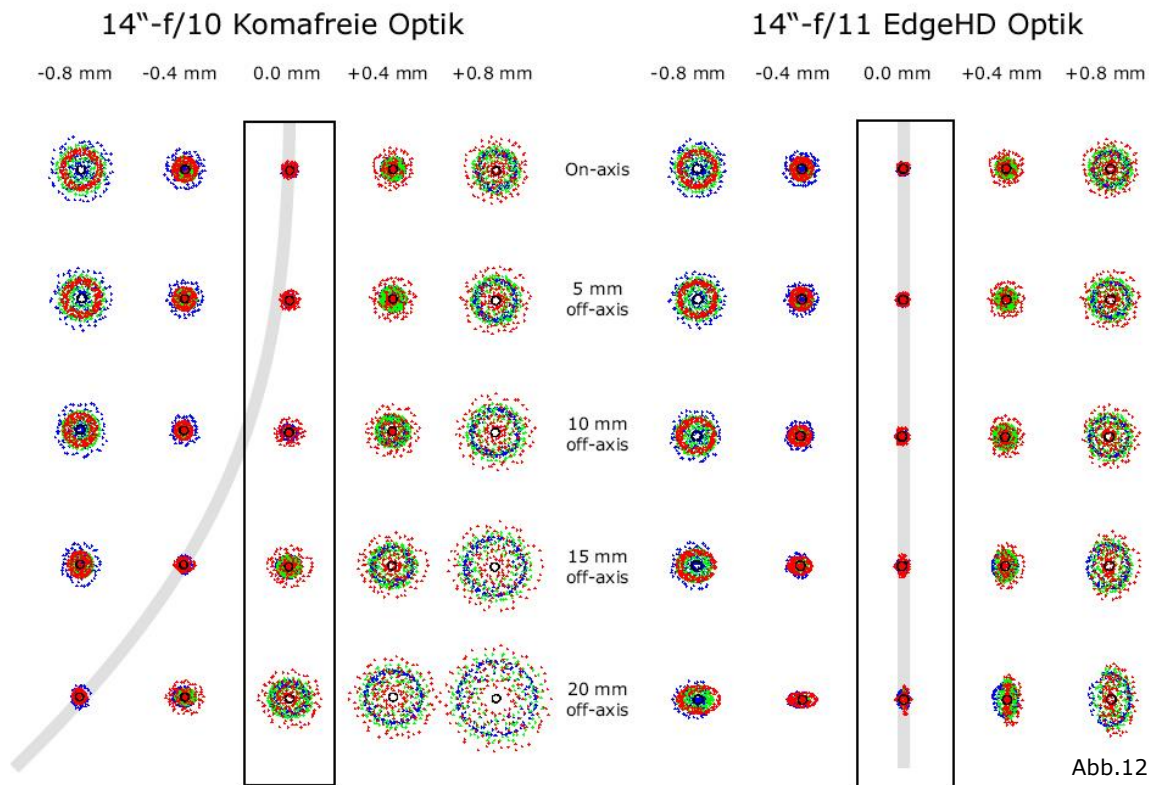 14“-f/10 Komafreie Optik
14“-f/11 EdgeHD Optik
-0.8 mm -0.4 mm 0.0 mm +0.4 mm +0.8 mm
-0.8 mm -0.4 mm 0.0 mm +0.4 mm +0.8 mm
On-axis
5 mm
off-axis
10 mm
off-axis
15 mm
off-axis
20 mm
off-axis
Abb.12